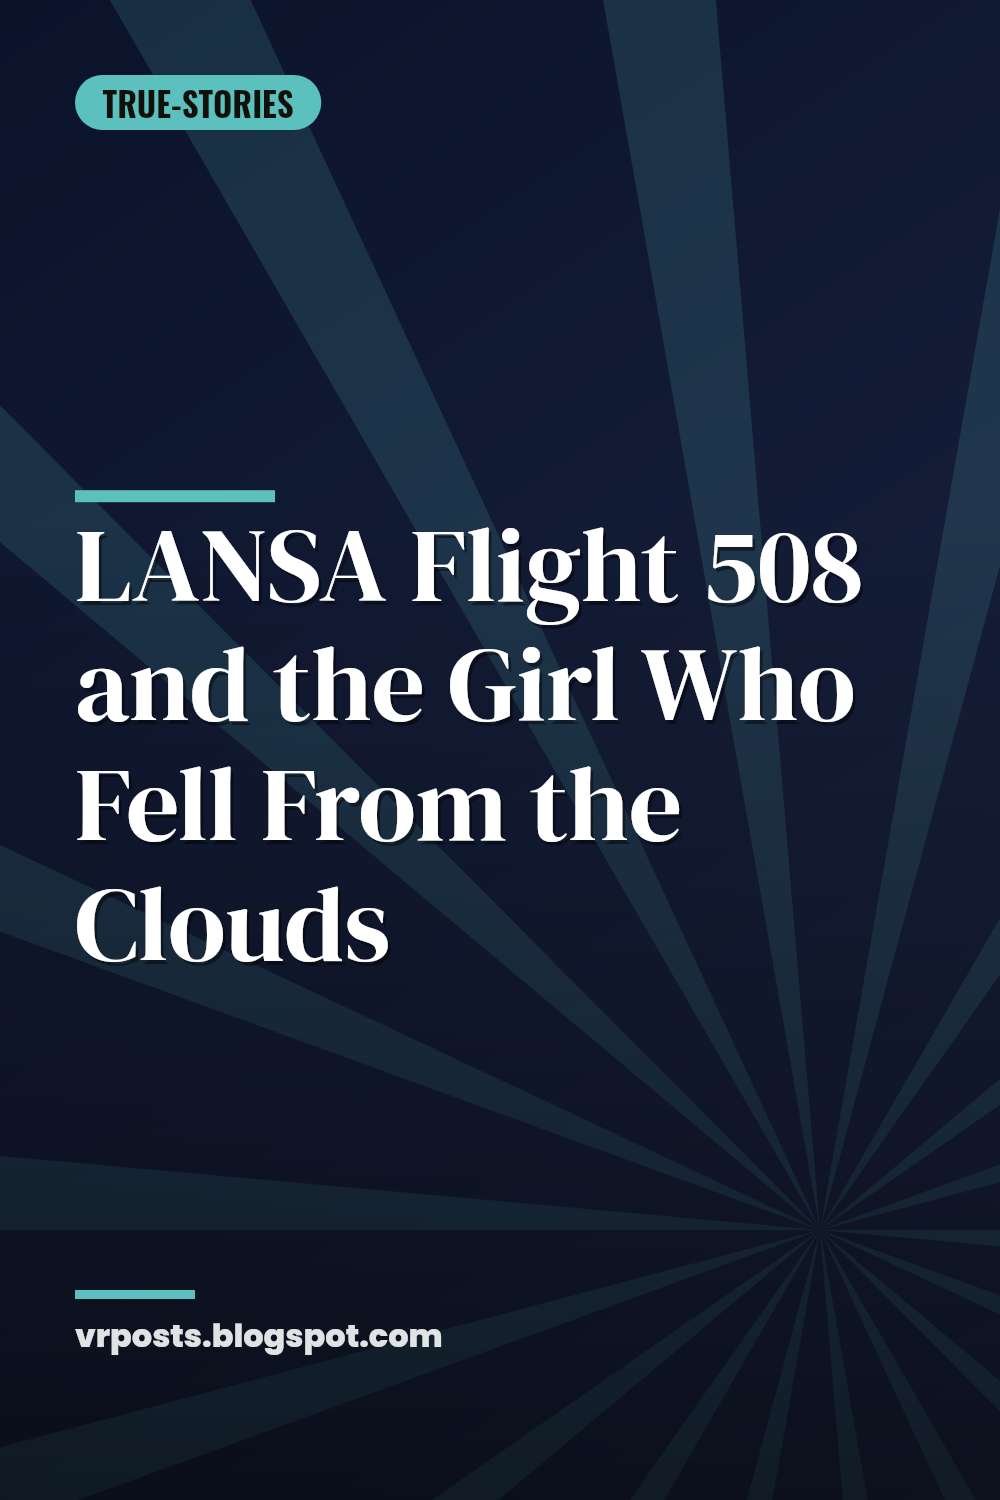 TRUE-STORIES
LANSA Flight 508
and the Girl Who
Fell From the
Clouds
vrposts.blogspot.com